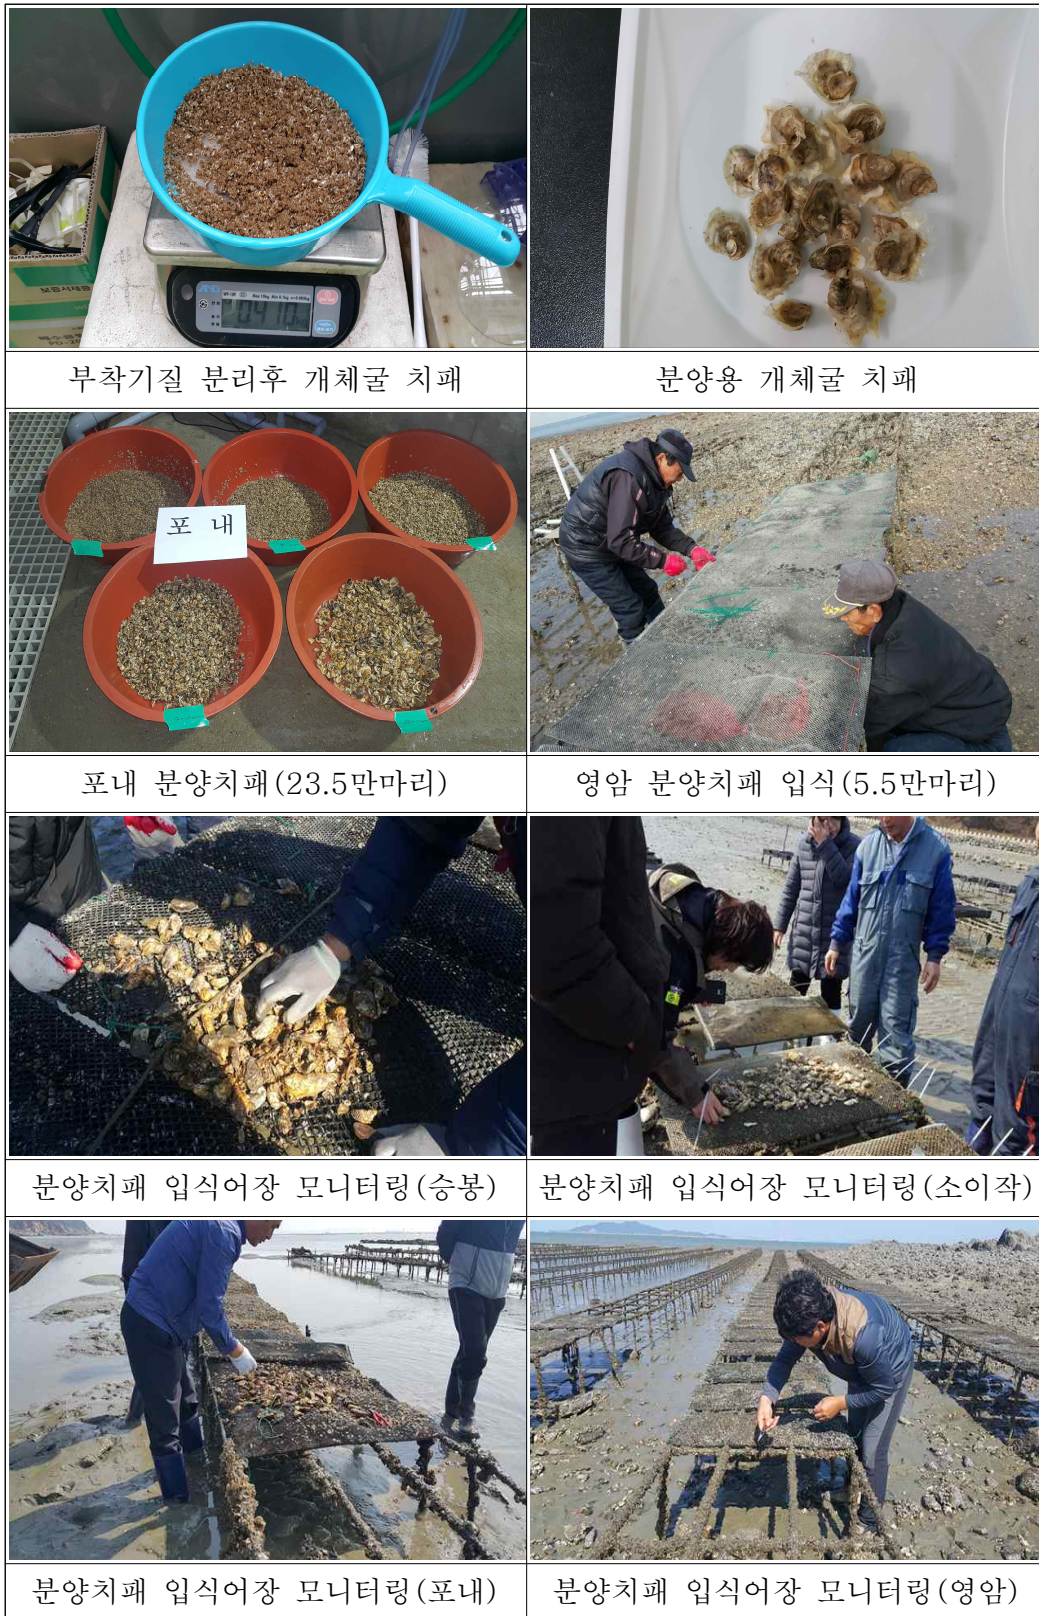 AND
0.410
부착기질 분리후 개체굴 치패
분양용 개체굴 치패
포 내
포내 분양치패(23.5만마리)
영암 분양치패 입식(5.5만마리)
분양치패 입식어장 모니터링(승봉)
분양치패 입식어장 모니터링(소이작)
분양치패 입식어장 모니터링(포내)
분양치패 입식어장 모니터링(영암)